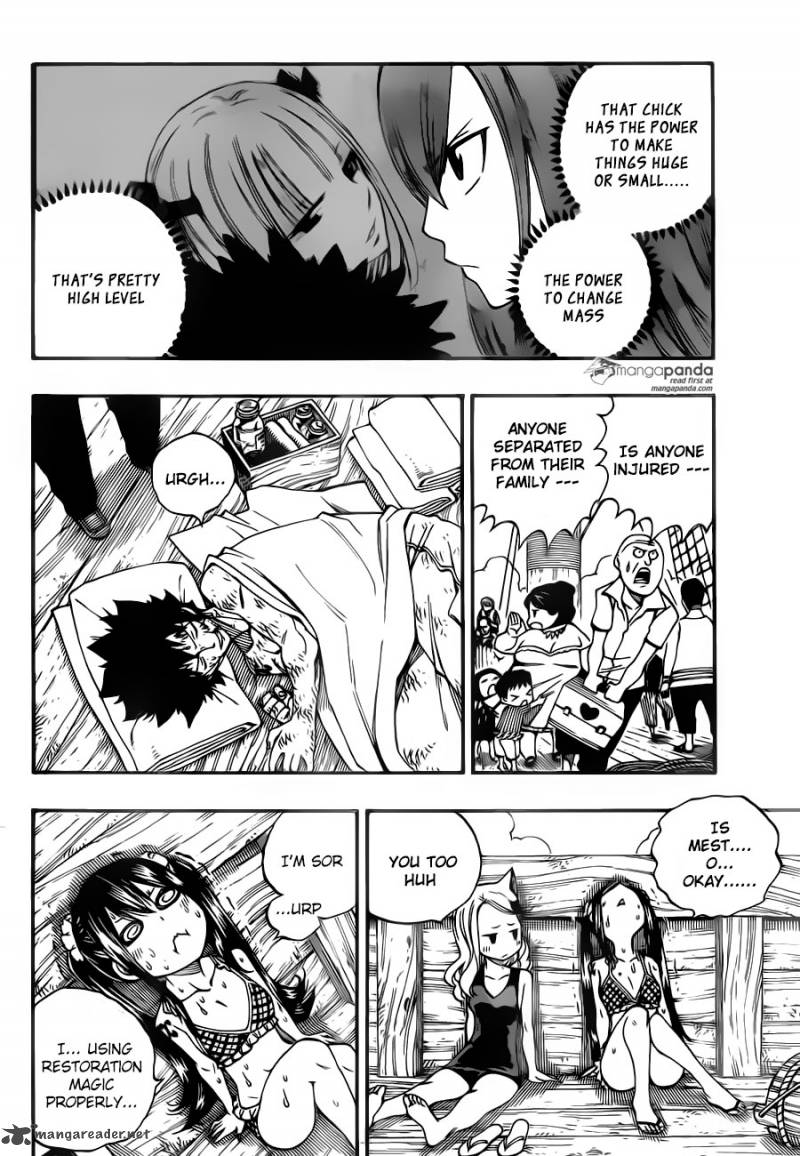 THAT CHICK
HAS THE POWER
TO MAKE
THINGS HUGE
OR SMALL.....
THE POWER
TO CHANGE
MASS
THAT'S PRETTY
HIGH LEVEL
mangapanda
read first at
mangapanda.com
IS ANYONE
INJURED ---
ANYONE
SEPARATED
FROM THEIR
FAMILY ---
URGH...
IS
MEST....
O...
OKAY......
YOU TOO
HUH
I'M SOR
...URP
I... USING
RESTORATION
MAGIC
PROPERLY...
mangareader.net